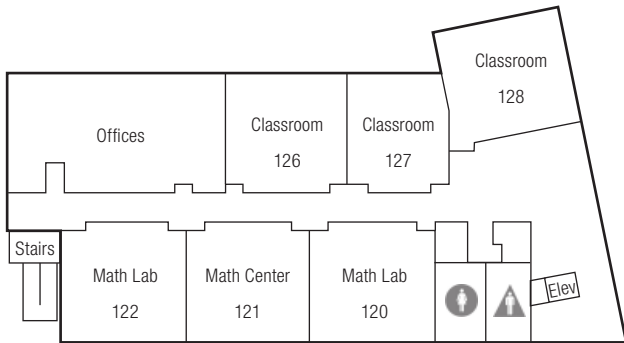 Classroom
128
Offices
Classroom
126
Classroom
127
Stairs
Math Lab
122
Math Center
121
Math Lab
120
Elev